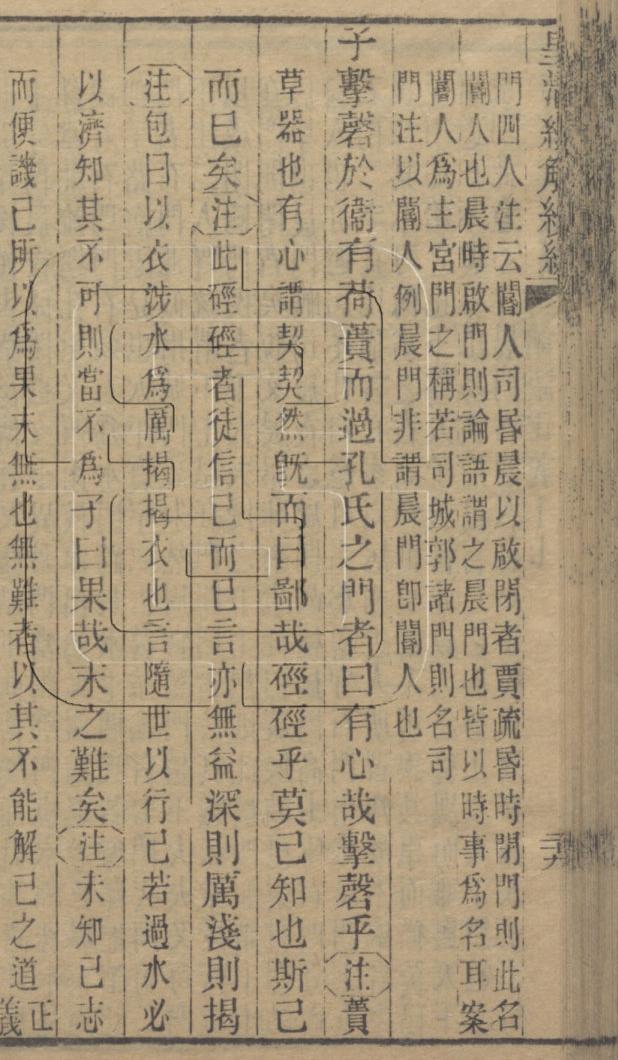 皇清經解經編
門四人注云閽人司昏晨以啟閉者賈疏昏時閉門則此名
閽人也晨時啟門則論語謂之晨門也皆以時事為名耳案
閽人為主宮門之稱若司城郭諸門則名司
門注以閽人例晨門非謂晨門卽閽人也
子擊磬於衞有荷蕢而過孔氏之門者曰有心哉擊磬乎注蕢
草器也有心謂契契然旣而曰鄙哉硜硜乎莫己知也斯己
而已矣注此硜硜者徒信己而已言亦無益深則厲淺則揭
注包曰以衣涉水為厲揭揭衣也言隨世以行己若過水必
以濟知其不可則當不為子曰果哉末之難矣注未知己志
而便譏己所以為果末無也無難者以其不能解己之道正義